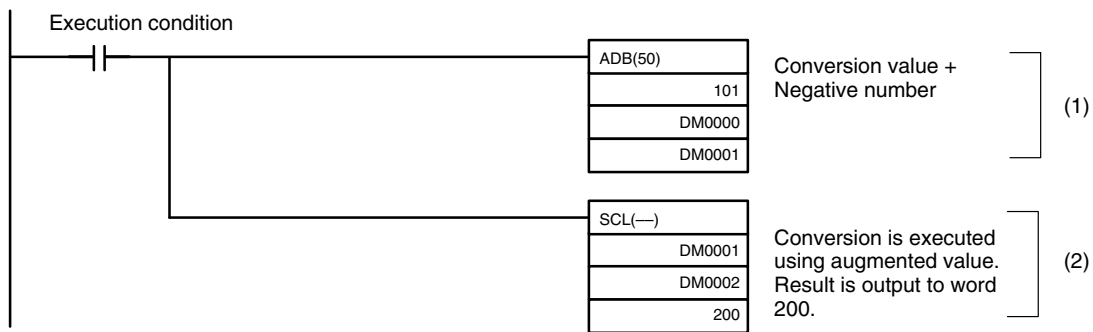 Execution condition
ADB(50)
101
DM0000
DM0001
Conversion value +
Negative number
(1)
SCL(—)
DM0001
DM0002
200
Conversion is executed
using augmented value.
Result is output to word
200.
(2)